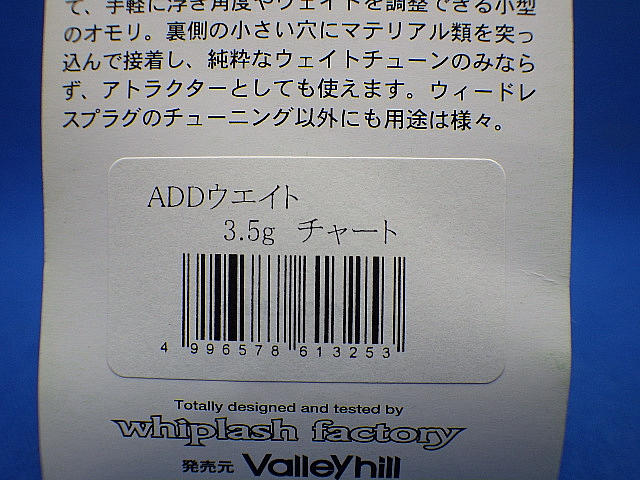 て、手軽に浮き角度やウェイトを調整できる小型
のオモリ。裏側の小さい穴にマテリアル類を突っ
込んで接着し、純粋なウェイトチューンのみなら
ず、アトラクターとしても使えます。ウィードレ
スプラグのチューニング以外にも用途は様々。
ADDウエイト
3.5g チャート
4 996578 613253
Totally designed and tested by
whiplash factory
発売元 Valleyhill